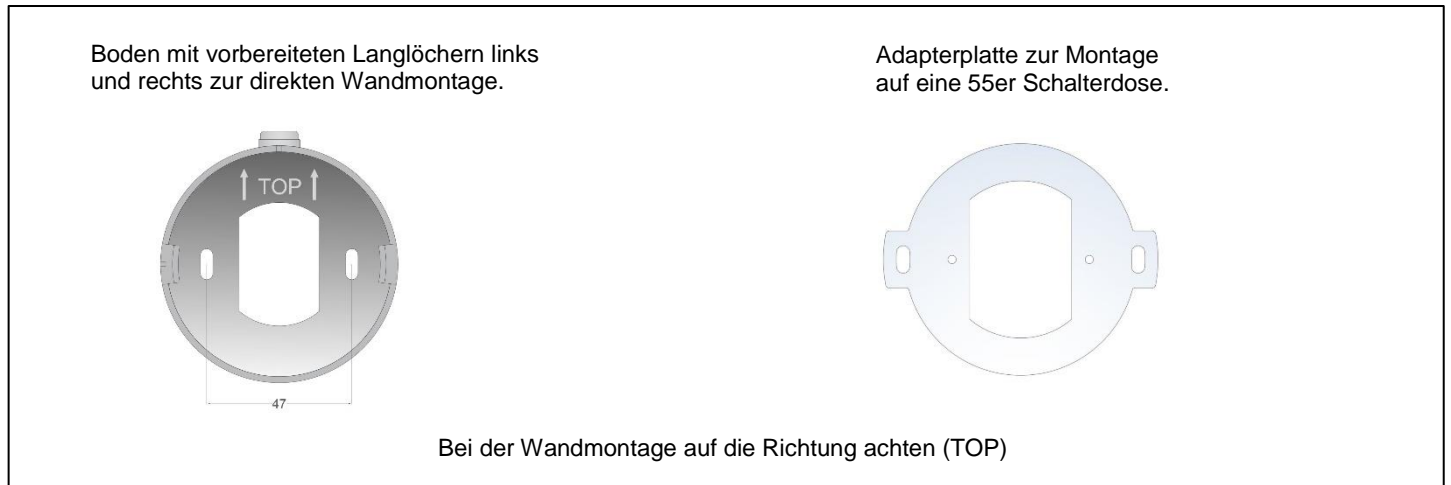 Boden mit vorbereiteten Langlöchern links
und rechts zur direkten Wandmontage.
Adapterplatte zur Montage
auf eine 55er Schalterdose.
TOP
47
Bei der Wandmontage auf die Richtung achten (TOP)